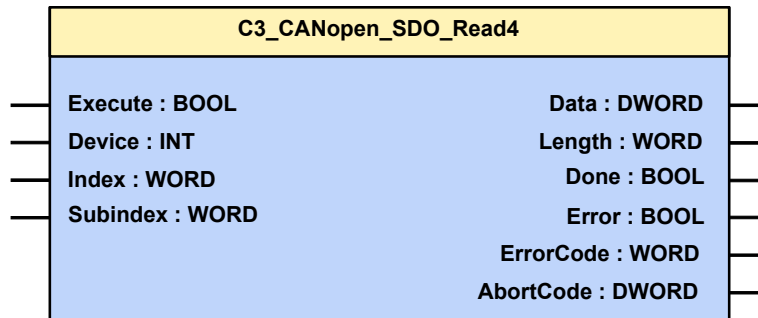 C3_CANopen_SDO_Read4
Execute : BOOL
Data : DWORD
Device : INT
Length : WORD
Index : WORD
Done : BOOL
Subindex : WORD
Error : BOOL
ErrorCode : WORD
AbortCode : DWORD